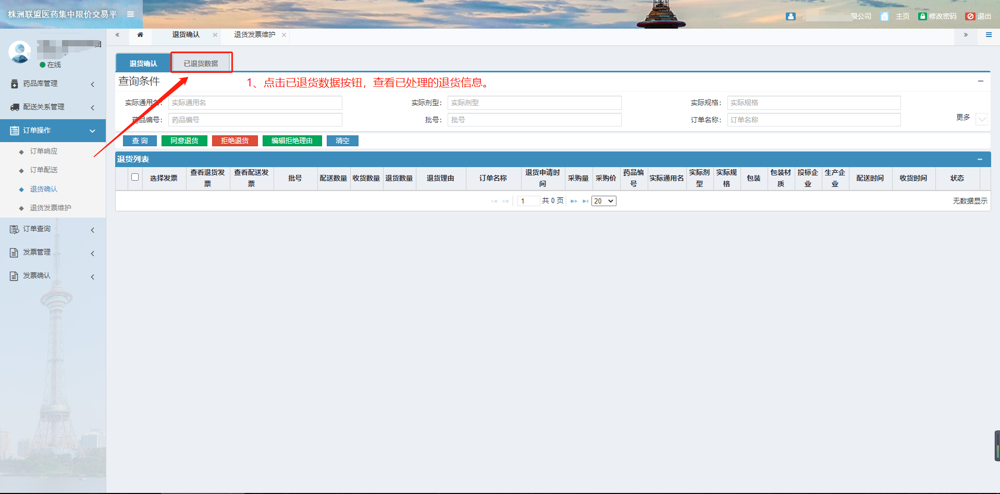 株洲联盟医药集中限价交易平
限公司 主页 修改密码 退出
退货确认 退货发票维护
在线
药品库管理
配送关系管理
订单操作
订单响应
订单配送
退货确认
退货发票维护
订单查询
发票管理
发票确认
退货确认 已退货数据
查询条件
1、点击已退货数据按钮，查看已处理的退货信息。
实际通用名： 实际通用名 实际剂型： 实际剂型 实际规格： 实际规格
药品编号： 药品编号 批号： 批号 订单名称： 订单名称 更多
查 询 同意退货 拒绝退货 编辑拒绝理由 清空
退货列表
选择发票 查看退货发票 查看配送发票 批号 配送数量 收货数量 退货数量 退货理由 订单名称 退货申请时间 采购量 采购价 药品编号 实际通用名 实际剂型 实际规格 包装 包装材质 投标企业 生产企业 配送时间 收货时间 状态
1 共 0 页 20 无数据显示